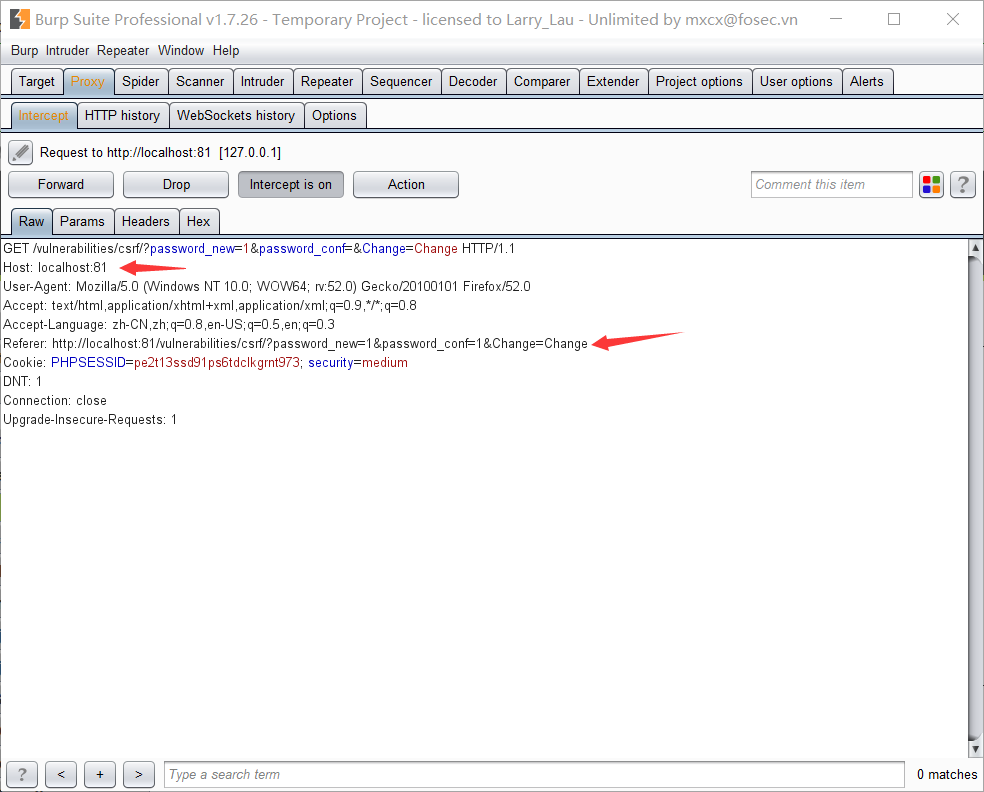 Burp Suite Professional v1.7.26 - Temporary Project - licensed to Larry_Lau - Unlimited by mxcx@fosec.vn
Burp Intruder Repeater Window Help
Target Proxy Spider Scanner Intruder Repeater Sequencer Decoder Comparer Extender Project options User options Alerts
Intercept HTTP history WebSockets history Options
Request to http://localhost:81 [127.0.0.1]
Forward Drop Intercept is on Action Comment this item ?
Raw Params Headers Hex
GET /vulnerabilities/csrf/?password_new=1&password_conf=&Change=Change HTTP/1.1
Host: localhost:81
User-Agent: Mozilla/5.0 (Windows NT 10.0; WOW64; rv:52.0) Gecko/20100101 Firefox/52.0
Accept: text/html,application/xhtml+xml,application/xml;q=0.9,*/*;q=0.8
Accept-Language: zh-CN,zh;q=0.8,en-US;q=0.5,en;q=0.3
Referer: http://localhost:81/vulnerabilities/csrf/?password_new=1&password_conf=1&Change=Change
Cookie: PHPSESSID=pe2t13ssd91ps6tdclkgrnt973; security=medium
DNT: 1
Connection: close
Upgrade-Insecure-Requests: 1
? < + > Type a search term 0 matches